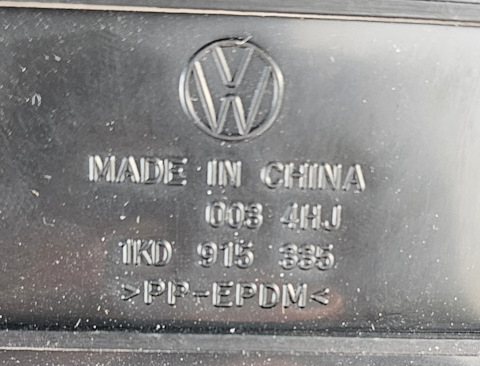 MADE IN CHINA
003 4HJ
1KD 915 335
>PP-EPDM<